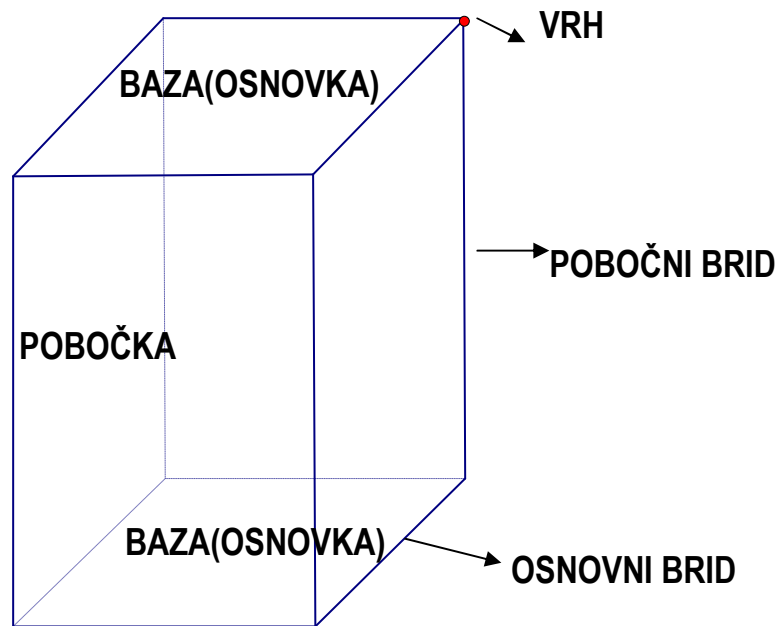 VRH
BAZA(OSNOVKA)
POBOČNI BRID
POBOČKA
BAZA(OSNOVKA)
OSNOVNI BRID